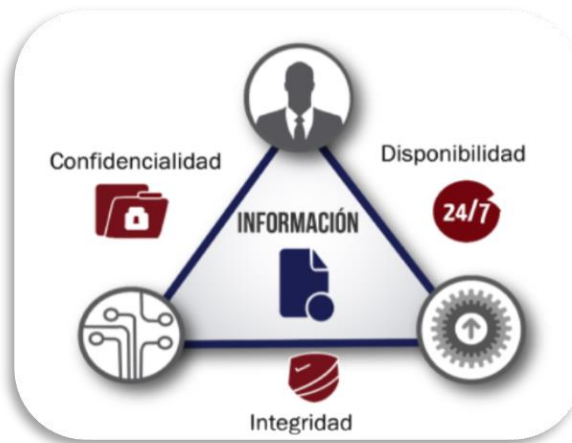 Confidencialidad
Disponibilidad
24/7
INFORMACIÓN
Integridad